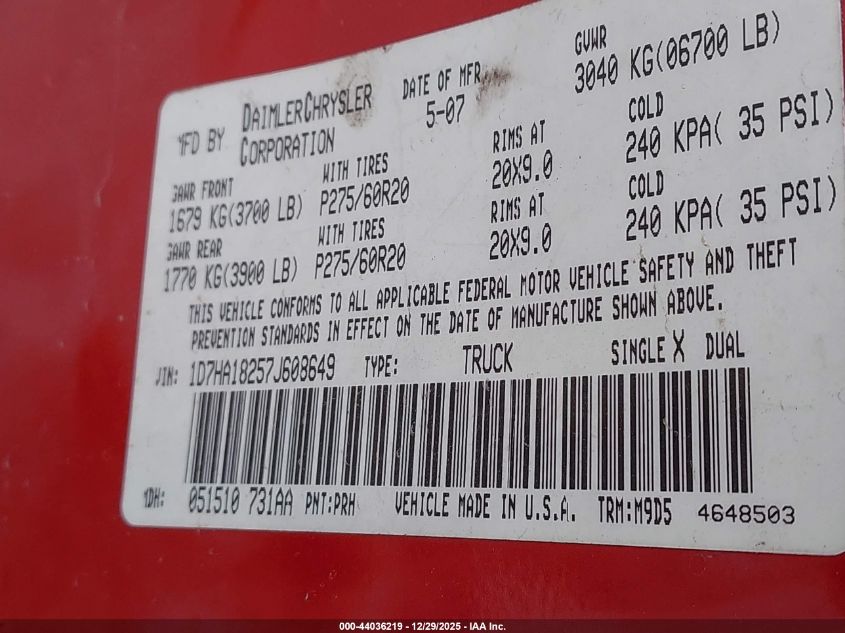 MFD BY DAIMLERCHRYSLER CORPORATION DATE OF MFR 5-07 GVWR 3040 KG(06700 LB)
GAWR FRONT WITH TIRES RIMS AT COLD
1679 KG(3700 LB) P275/60R20 20X9.0 240 KPA( 35 PSI)
GAWR REAR WITH TIRES RIMS AT COLD
1770 KG(3900 LB) P275/60R20 20X9.0 240 KPA( 35 PSI)
THIS VEHICLE CONFORMS TO ALL APPLICABLE FEDERAL MOTOR VEHICLE SAFETY AND THEFT
PREVENTION STANDARDS IN EFFECT ON THE DATE OF MANUFACTURE SHOWN ABOVE.
VIN: 1D7HA18257J608649 TYPE: TRUCK SINGLE X DUAL
MDH: 051510 731AA PNT:PRH VEHICLE MADE IN U.S.A. TRM:M9D5 4648503
000-44036219 • 12/29/2025 • IAA Inc.